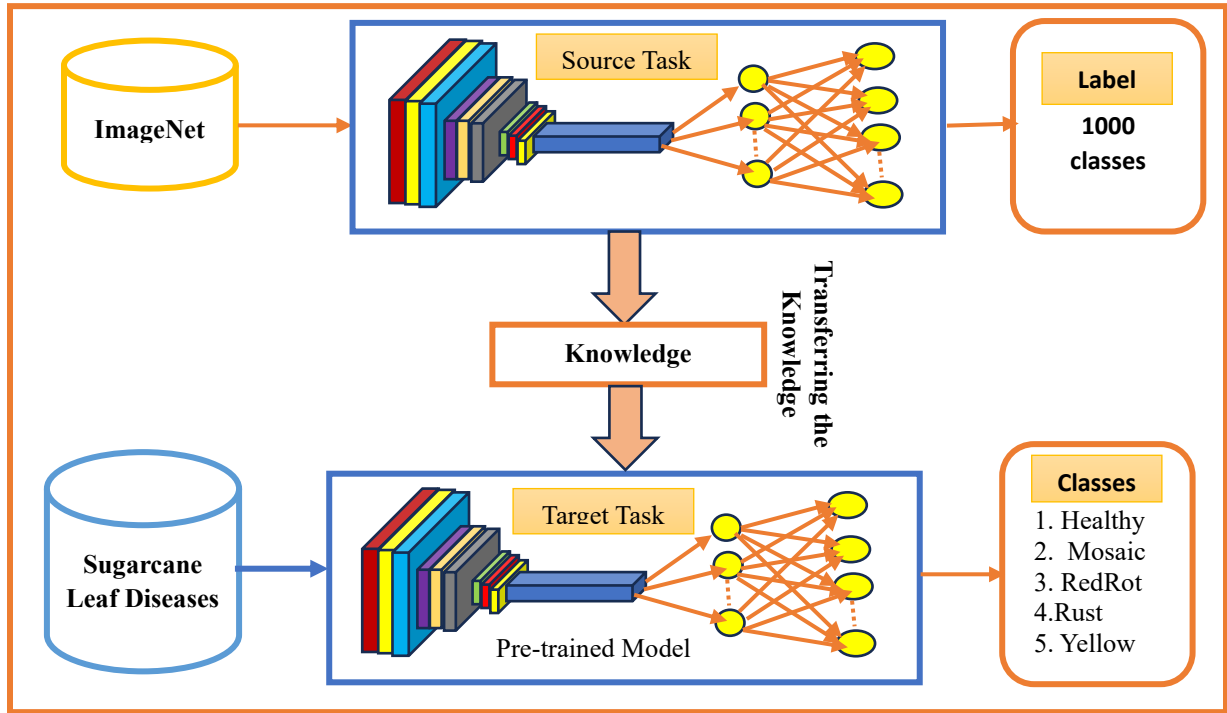 ImageNet
Source Task
Label
1000
classes
Transferring the
Knowledge
Knowledge
Sugarcane
Leaf Diseases
Target Task
Pre-trained Model
Classes
1. Healthy
2. Mosaic
3. RedRot
4.Rust
5. Yellow